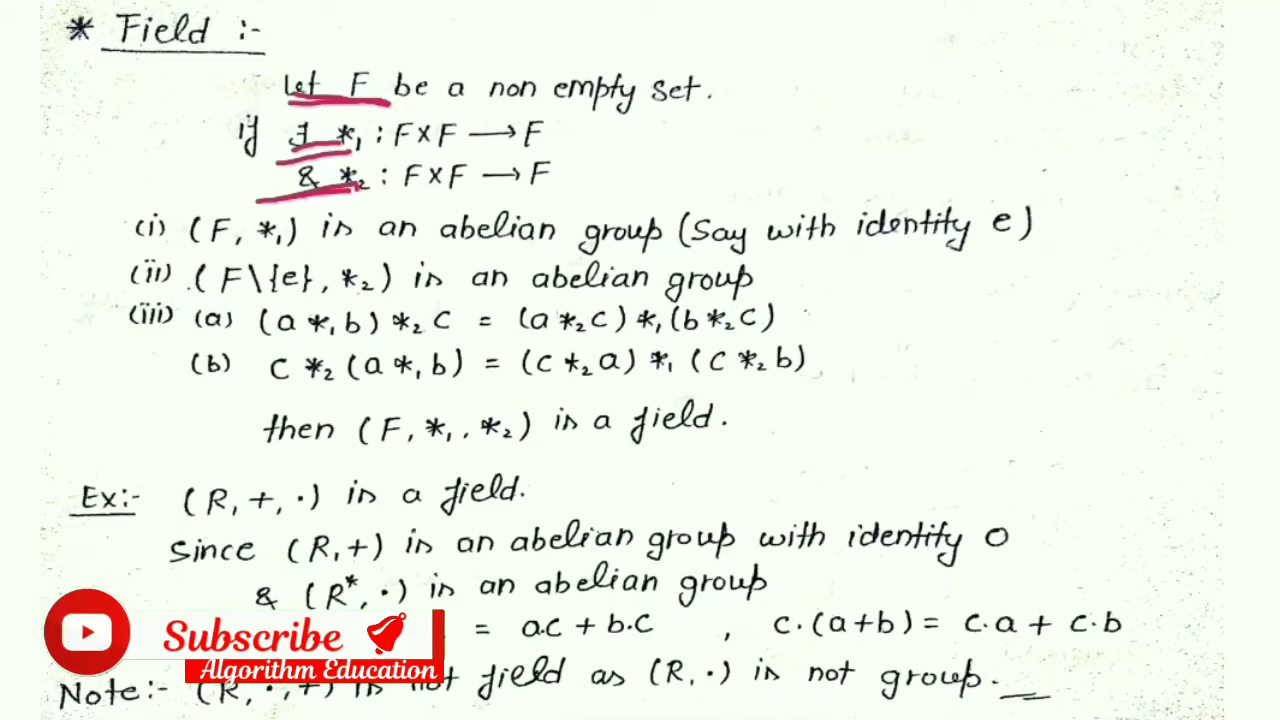 * Field :-
Let F be a non empty set.
if ∃ *₁ : F×F ⟶ F
& *₂ : F×F ⟶ F
(i) (F, *₁) is an abelian group (Say with identity e)
(ii) (F\{e}, *₂) is an abelian group
(iii) (a) (a *₁ b) *₂ c = (a *₂ c) *₁ (b *₂ c)
(b) c *₂ (a *₁ b) = (c *₂ a) *₁ (c *₂ b)
then (F, *₁, *₂) is a field.
Ex:- (R, +, ·) is a field.
Since (R, +) is an abelian group with identity 0
& (R*, ·) is an abelian group
= a.c + b.c , c.(a+b) = c.a + c.b
Note:- (R, ·, +) is not field as (R, ·) is not group.
Subscribe
Algorithm Education